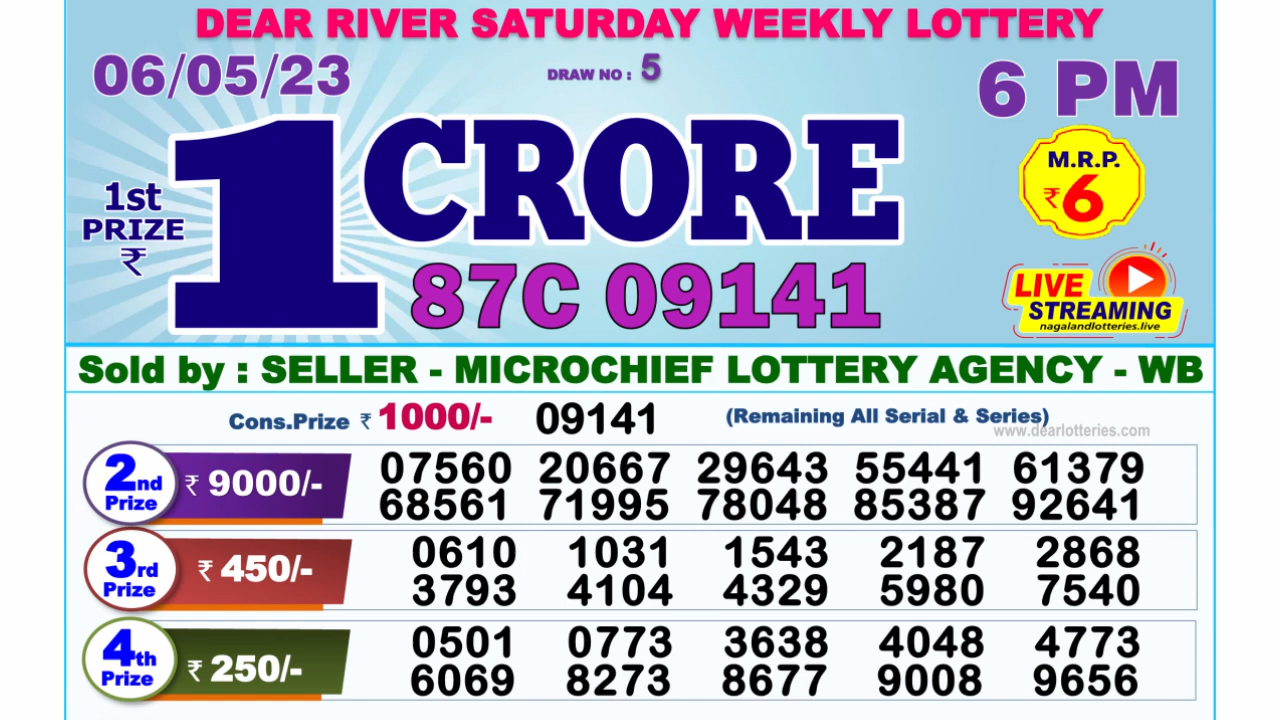 DEAR RIVER SATURDAY WEEKLY LOTTERY
06/05/23
DRAW NO : 5
6 PM
1st
PRIZE
₹
1 CRORE
87C 09141
M.R.P.
₹6
LIVE
STREAMING
nagalandlotteries.live
Sold by : SELLER - MICROCHIEF LOTTERY AGENCY - WB
Cons.Prize ₹ 1000/- 09141 (Remaining All Serial & Series)
www.dearlotteries.com
2nd Prize ₹ 9000/-
07560 20667 29643 55441 61379
68561 71995 78048 85387 92641
3rd Prize ₹ 450/-
0610 1031 1543 2187 2868
3793 4104 4329 5980 7540
4th Prize ₹ 250/-
0501 0773 3638 4048 4773
6069 8273 8677 9008 9656